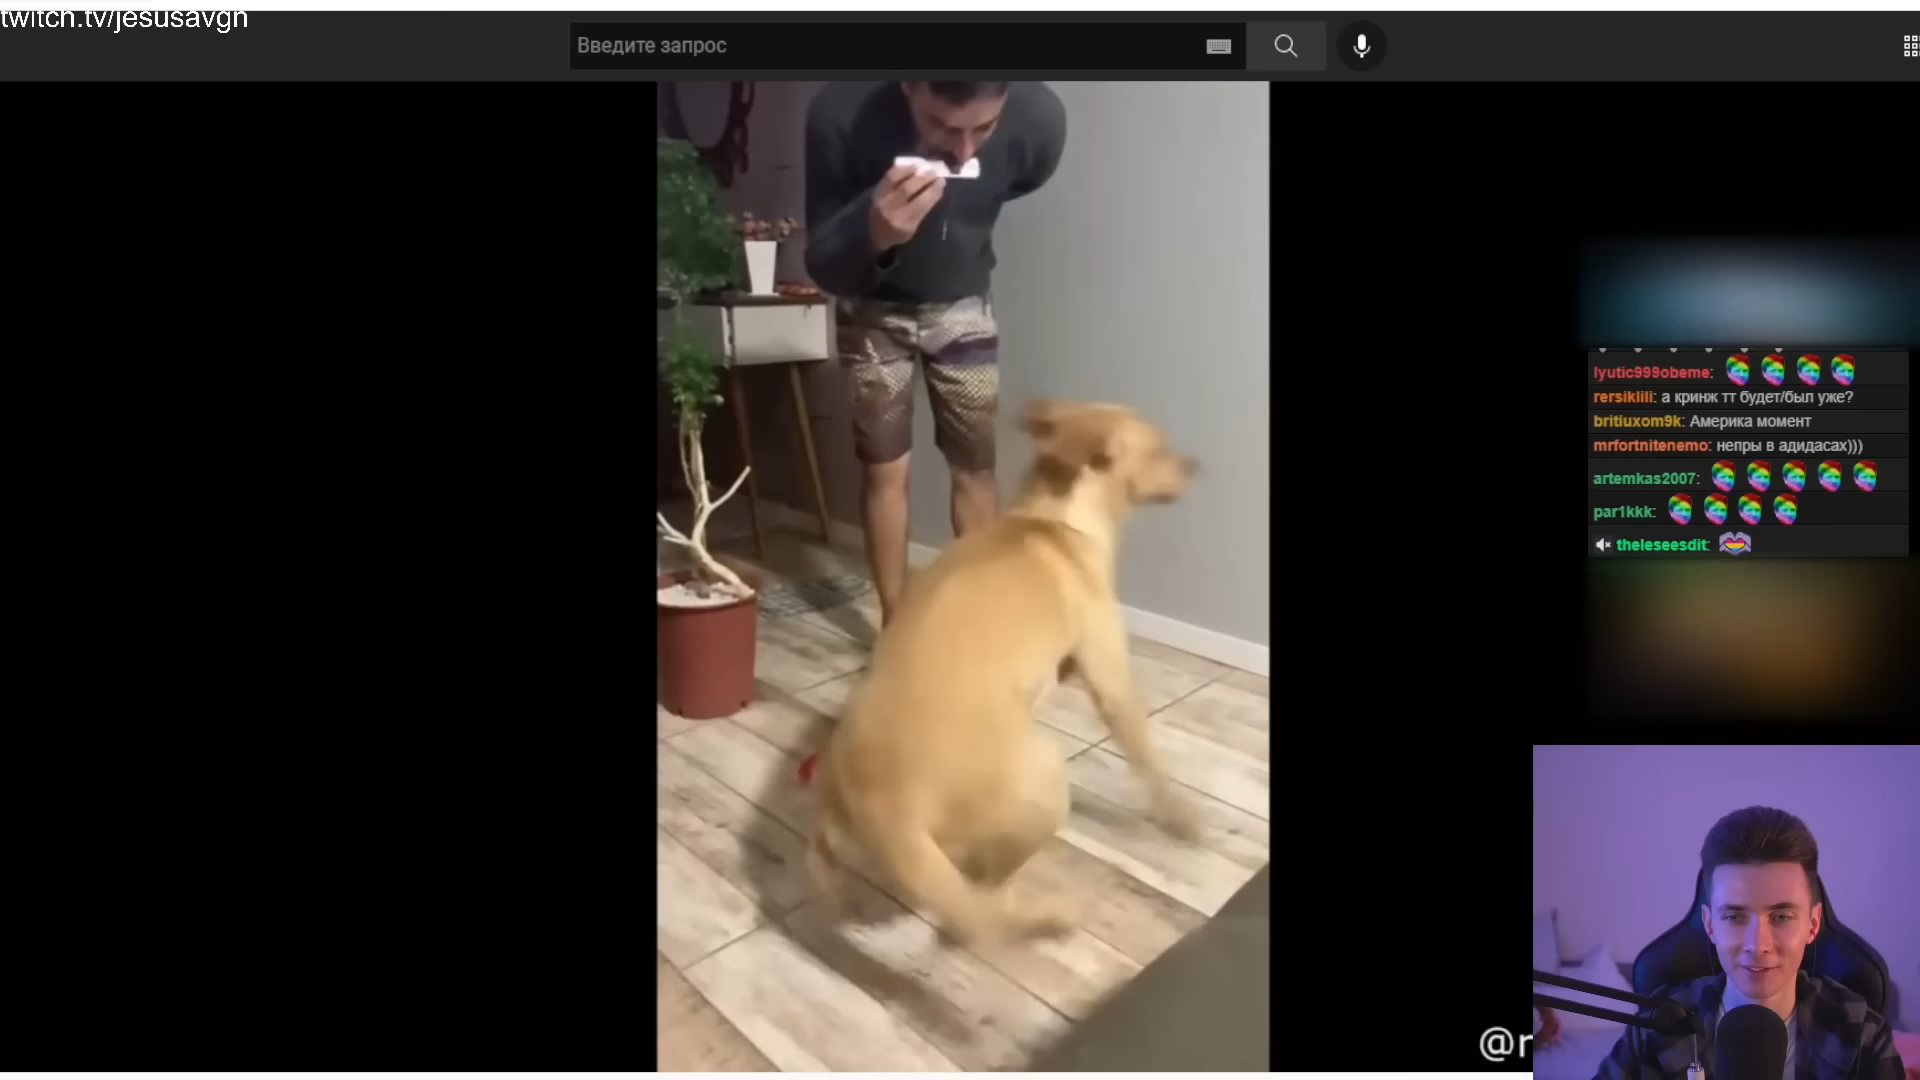 twitch.tv/jesusavgn
Введите запрос
lyutic999obeme:
rersiklili: а кринж тт будет/был уже?
britiuxom9k: Америка момент
mrfortnitenemo: непры в адидасах)))
artemkas2007:
par1kkk:
theleseesdit:
@r